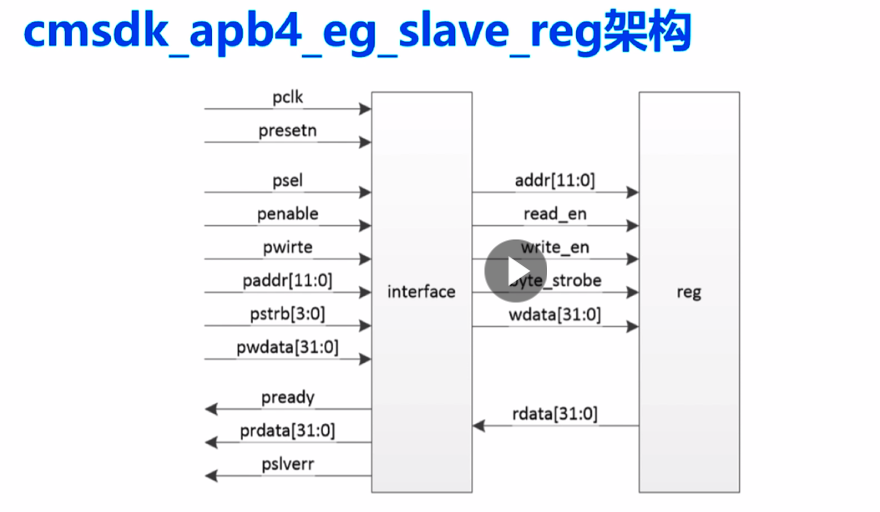 cmsdk_apb4_eg_slave_reg架构
pclk
presetn
psel
penable
pwirte
paddr[11:0]
pstrb[3:0]
pwdata[31:0]
pready
prdata[31:0]
pslverr
interface
addr[11:0]
read_en
write_en
byte_strobe
wdata[31:0]
rdata[31:0]
reg